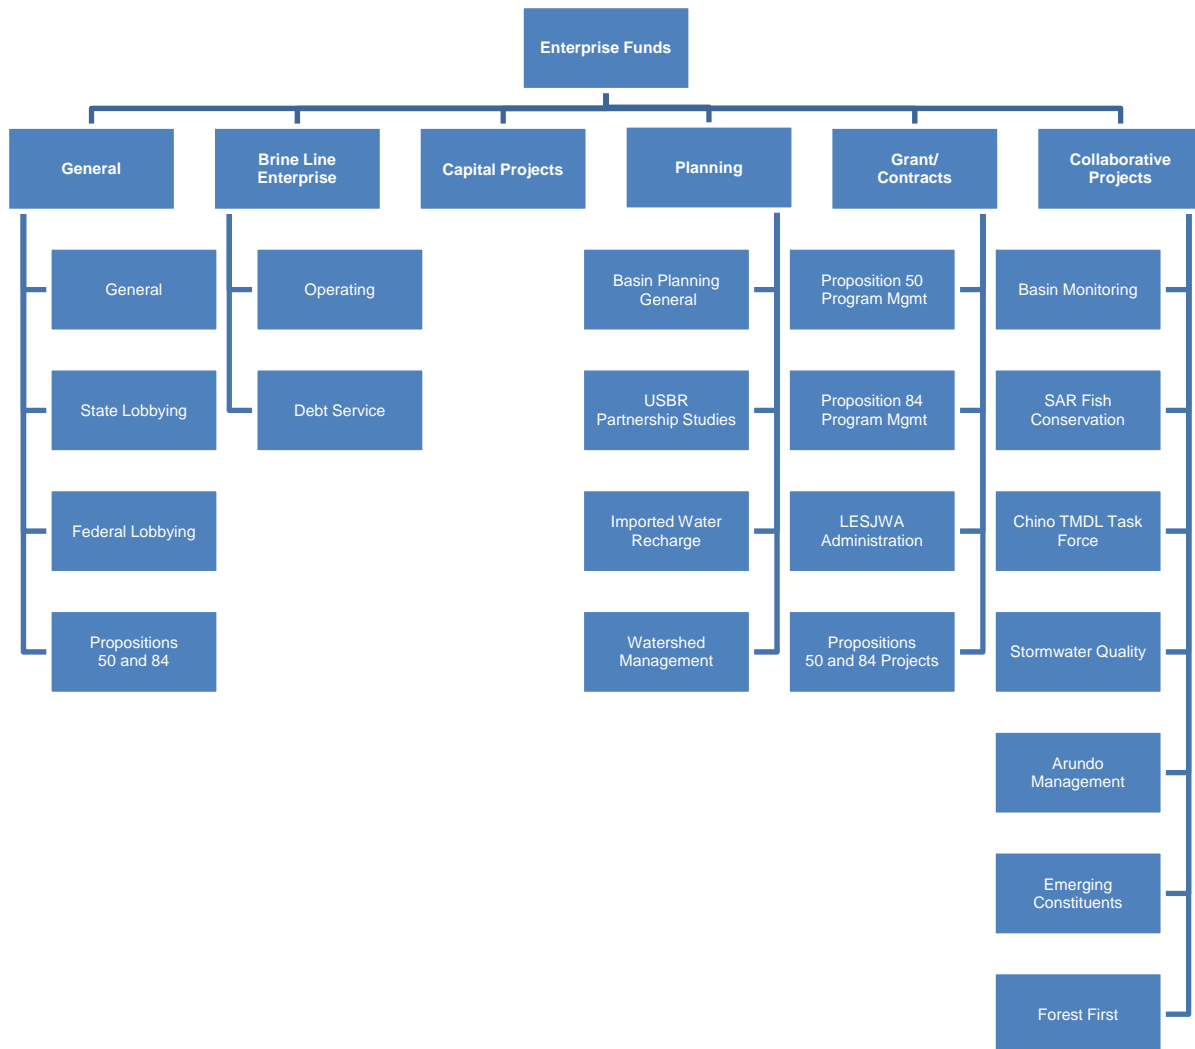 Enterprise Funds
General
Brine Line
Enterprise
Capital Projects
Planning
Grant/
Contracts
Collaborative
Projects
General
State Lobbying
Federal Lobbying
Propositions
50 and 84
Operating
Debt Service
Basin Planning
General
USBR
Partnership Studies
Imported Water
Recharge
Watershed
Management
Proposition 50
Program Mgmt
Proposition 84
Program Mgmt
LESJWA
Administration
Propositions
50 and 84 Projects
Basin Monitoring
SAR Fish
Conservation
Chino TMDL Task
Force
Stormwater Quality
Arundo
Management
Emerging
Constituents
Forest First